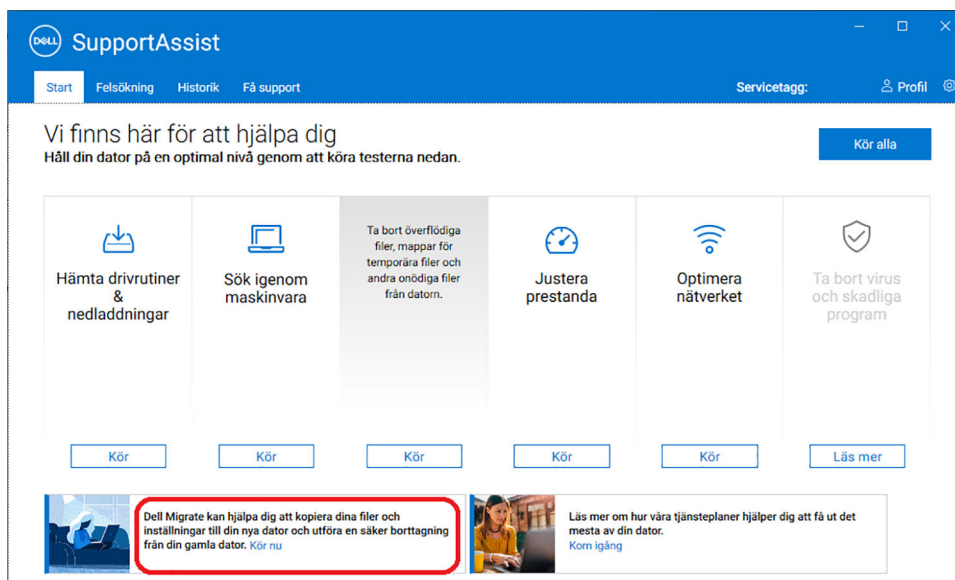 DELL
SupportAssist
Start Felsökning Historik Få support Servicetagg: Profil
Vi finns här för att hjälpa dig
Håll din dator på en optimal nivå genom att köra testerna nedan.
Kör alla
Hämta drivrutiner
&
nedladdningar
Kör
Sök igenom
maskinvara
Kör
Ta bort överflödiga
filer, mappar för
temporära filer och
andra onödiga filer
från datorn.
Kör
Justera
prestanda
Kör
Optimera
nätverket
Kör
Ta bort virus
och skadliga
program
Läs mer
Dell Migrate kan hjälpa dig att kopiera dina filer och
inställningar till din nya dator och utföra en säker borttagning
från din gamla dator. Kör nu
Läs mer om hur våra tjänsteplaner hjälper dig att få ut det
mesta av din dator.
Kom igång